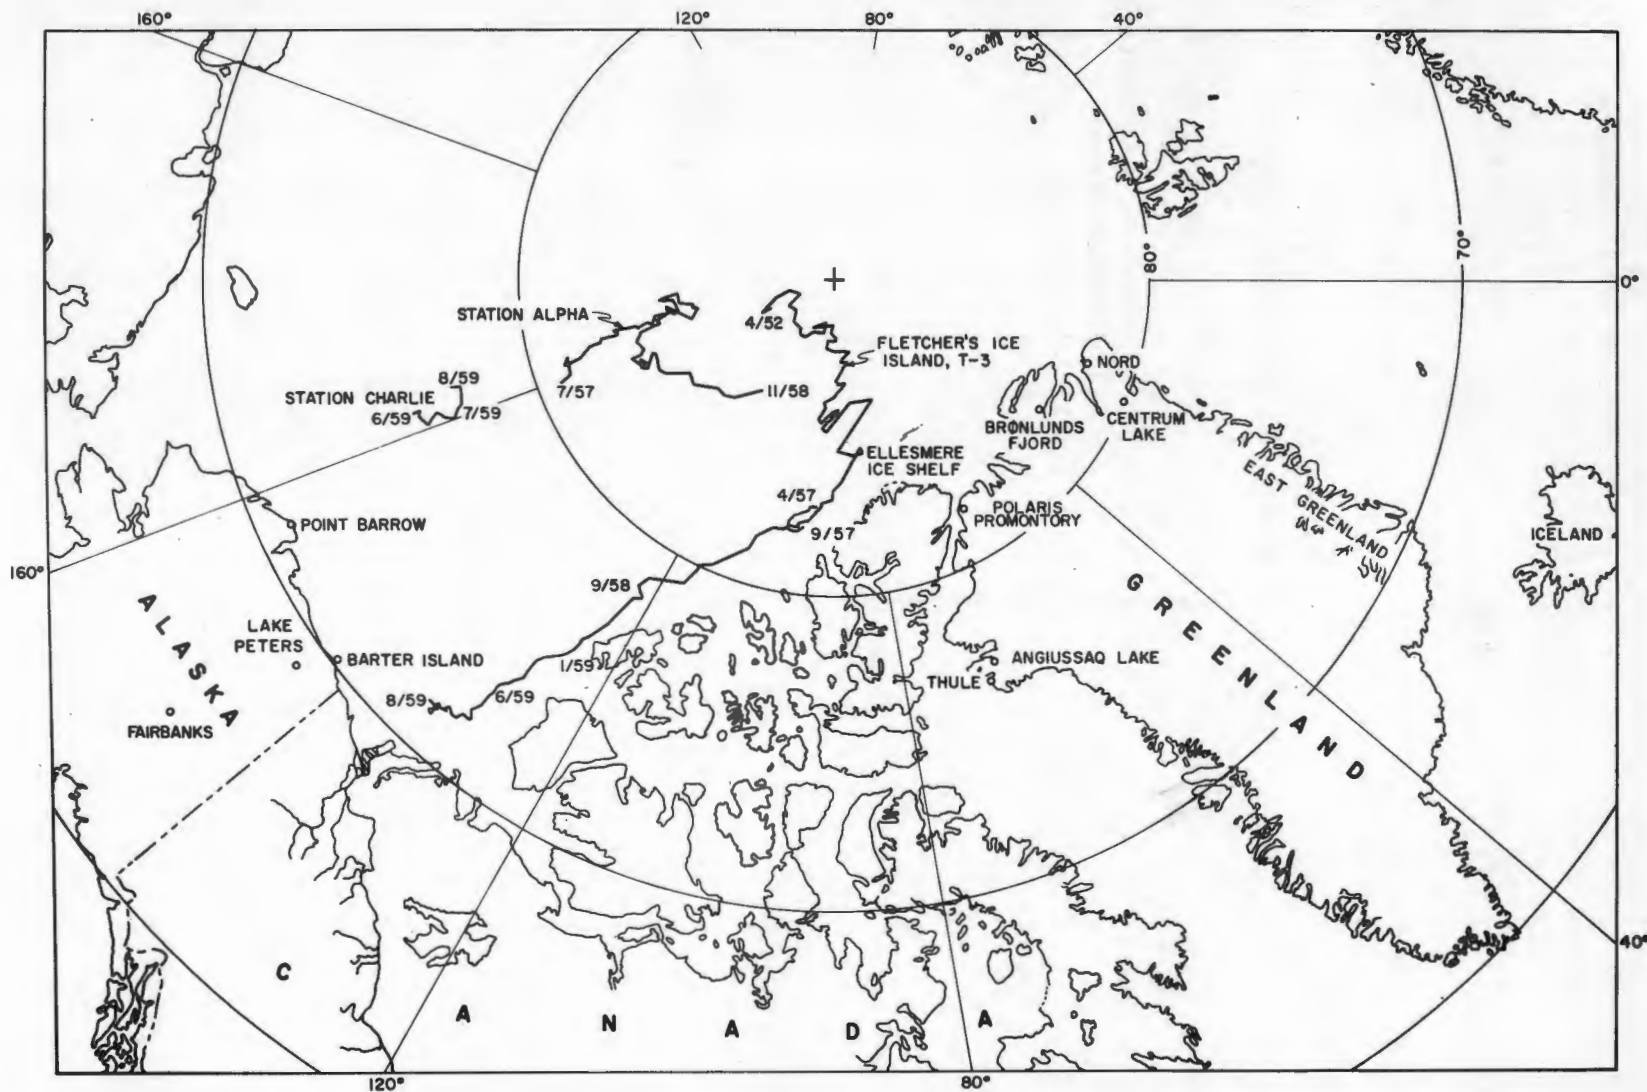 160°
120°
80°
40°
70°
80°
0°
STATION ALPHA
4/52
FLETCHER'S ICE
ISLAND, T-3
NORD
8/59
STATION CHARLIE
6/59
7/59
7/57
11/58
BRØNLUNDS
FJORD
CENTRUM
LAKE
ELLESMERE
ICE SHELF
EAST GREENLAND
4/57
POLARIS
PROMONTORY
POINT BARROW
9/57
ICELAND
160°
9/58
GREENLAND
ALASKA
LAKE
PETERS
BARTER ISLAND
1/59
ANGIUSSAQ LAKE
THULE
8/59
6/59
FAIRBANKS
40°
CANADA
120°
80°